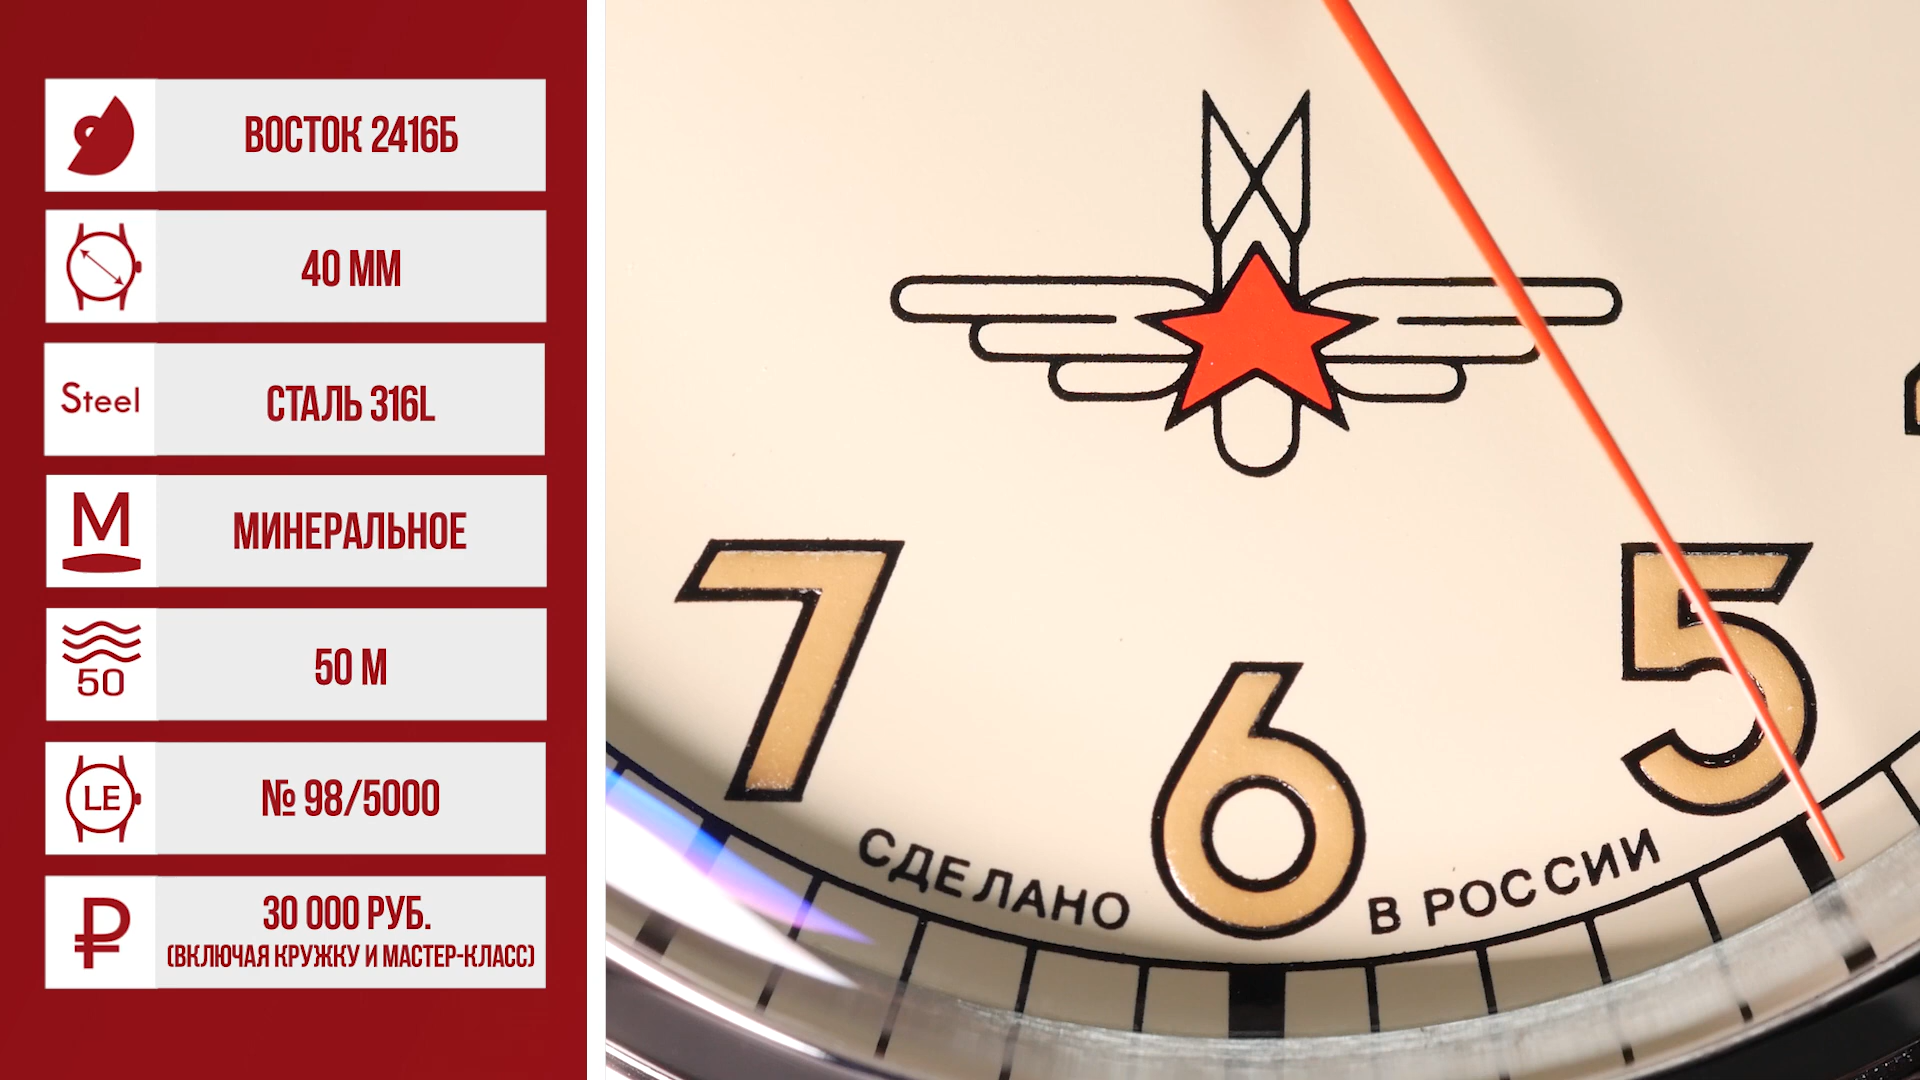 ВОСТОК 2416Б
40 ММ
Steel
СТАЛЬ 316L
М
МИНЕРАЛЬНОЕ
50
50 М
LE
№ 98/5000
₽
30 000 РУБ.
(ВКЛЮЧАЯ КРУЖКУ И МАСТЕР-КЛАСС)
7
6
5
СДЕЛАНО
В РОССИИ